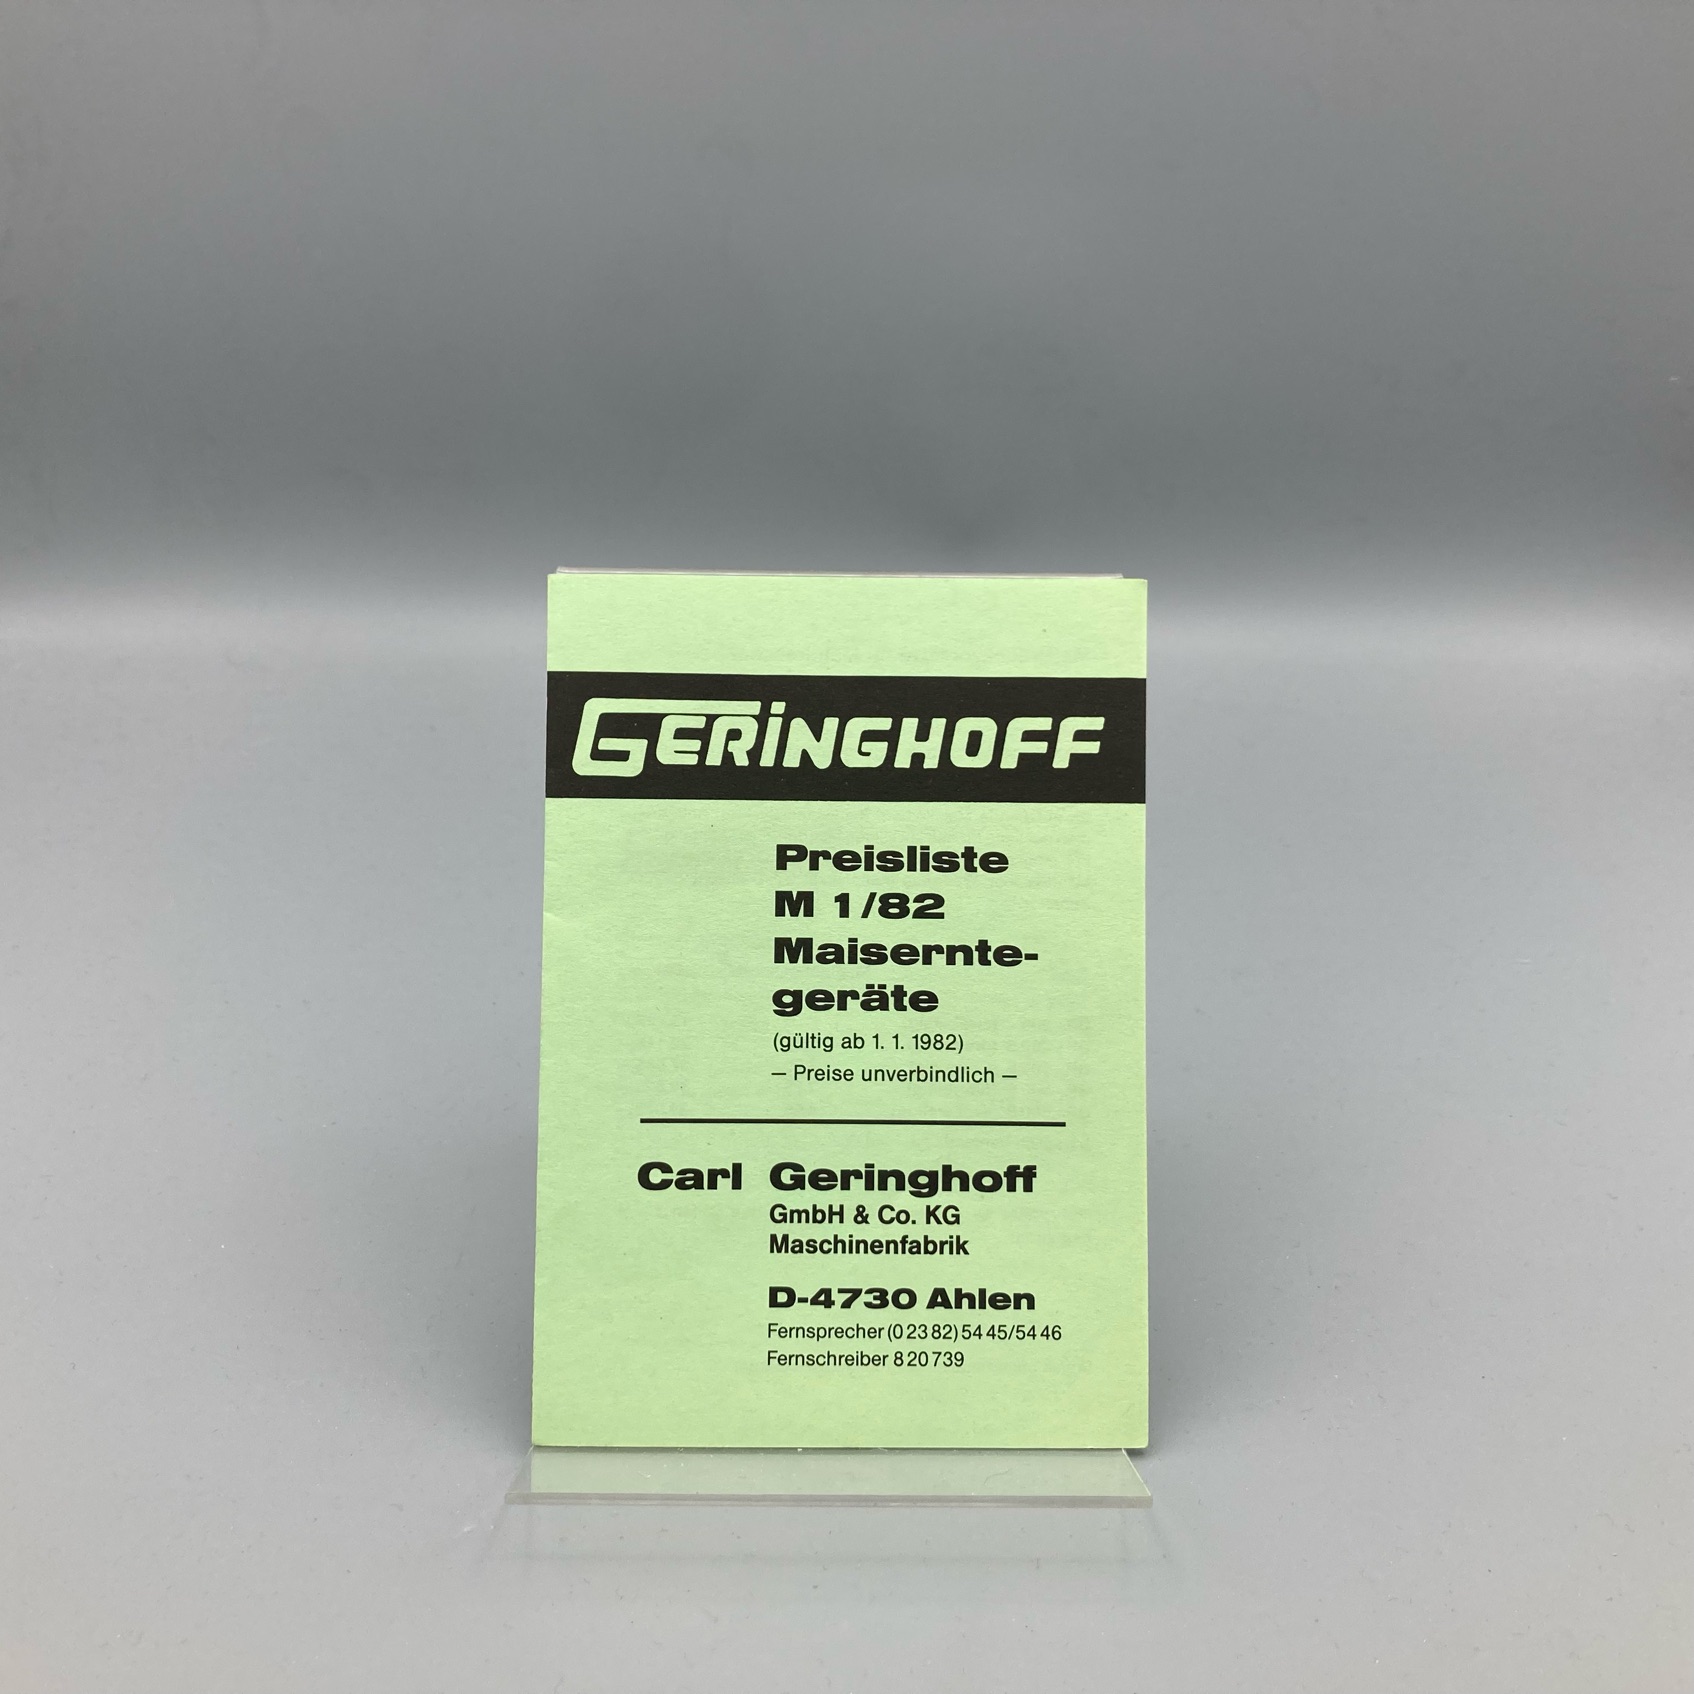 GERINGHOFF
Preisliste
M 1/82
Maisernte-
geräte
(gültig ab 1. 1. 1982)
— Preise unverbindlich —
Carl Geringhoff
GmbH & Co. KG
Maschinenfabrik
D-4730 Ahlen
Fernsprecher (0 23 82) 54 45/54 46
Fernschreiber 8 20 739